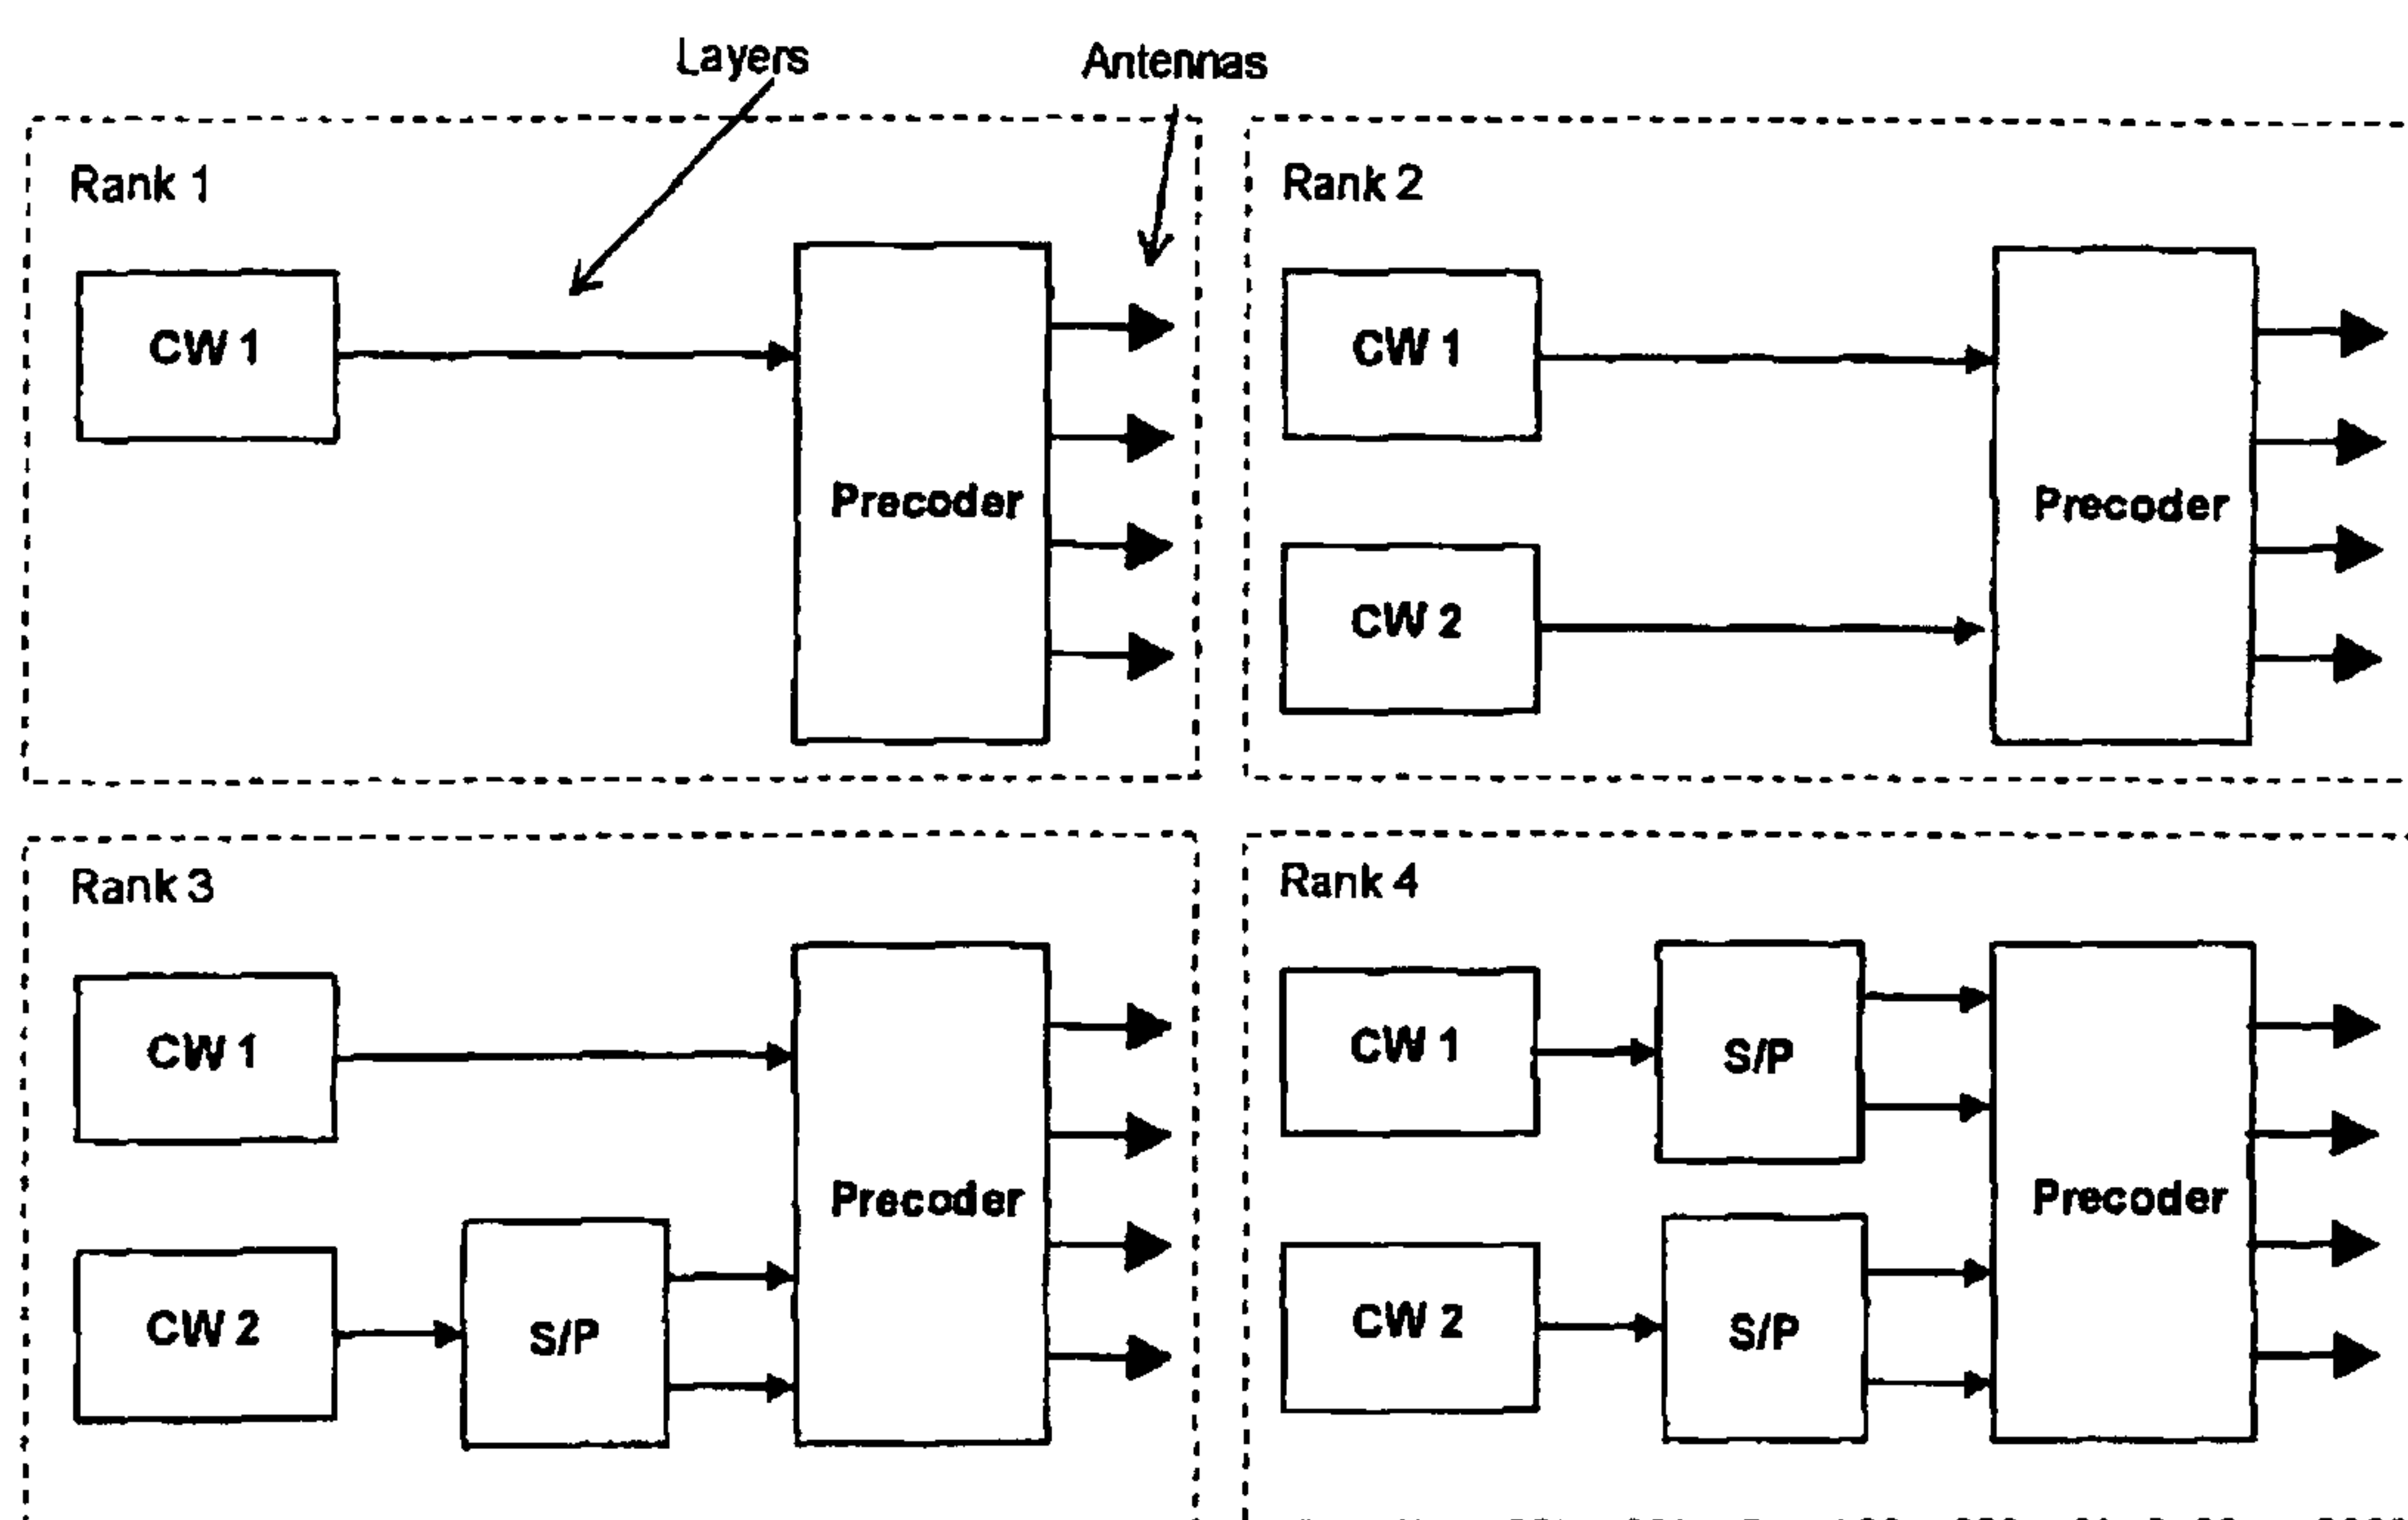 Layers
Antennas
Rank 1
CW 1
Precoder
Rank 2
CW 1
CW 2
Precoder
Rank 3
CW 1
CW 2
S/P
Precoder
Rank 4
CW 1
S/P
CW 2
S/P
Precoder